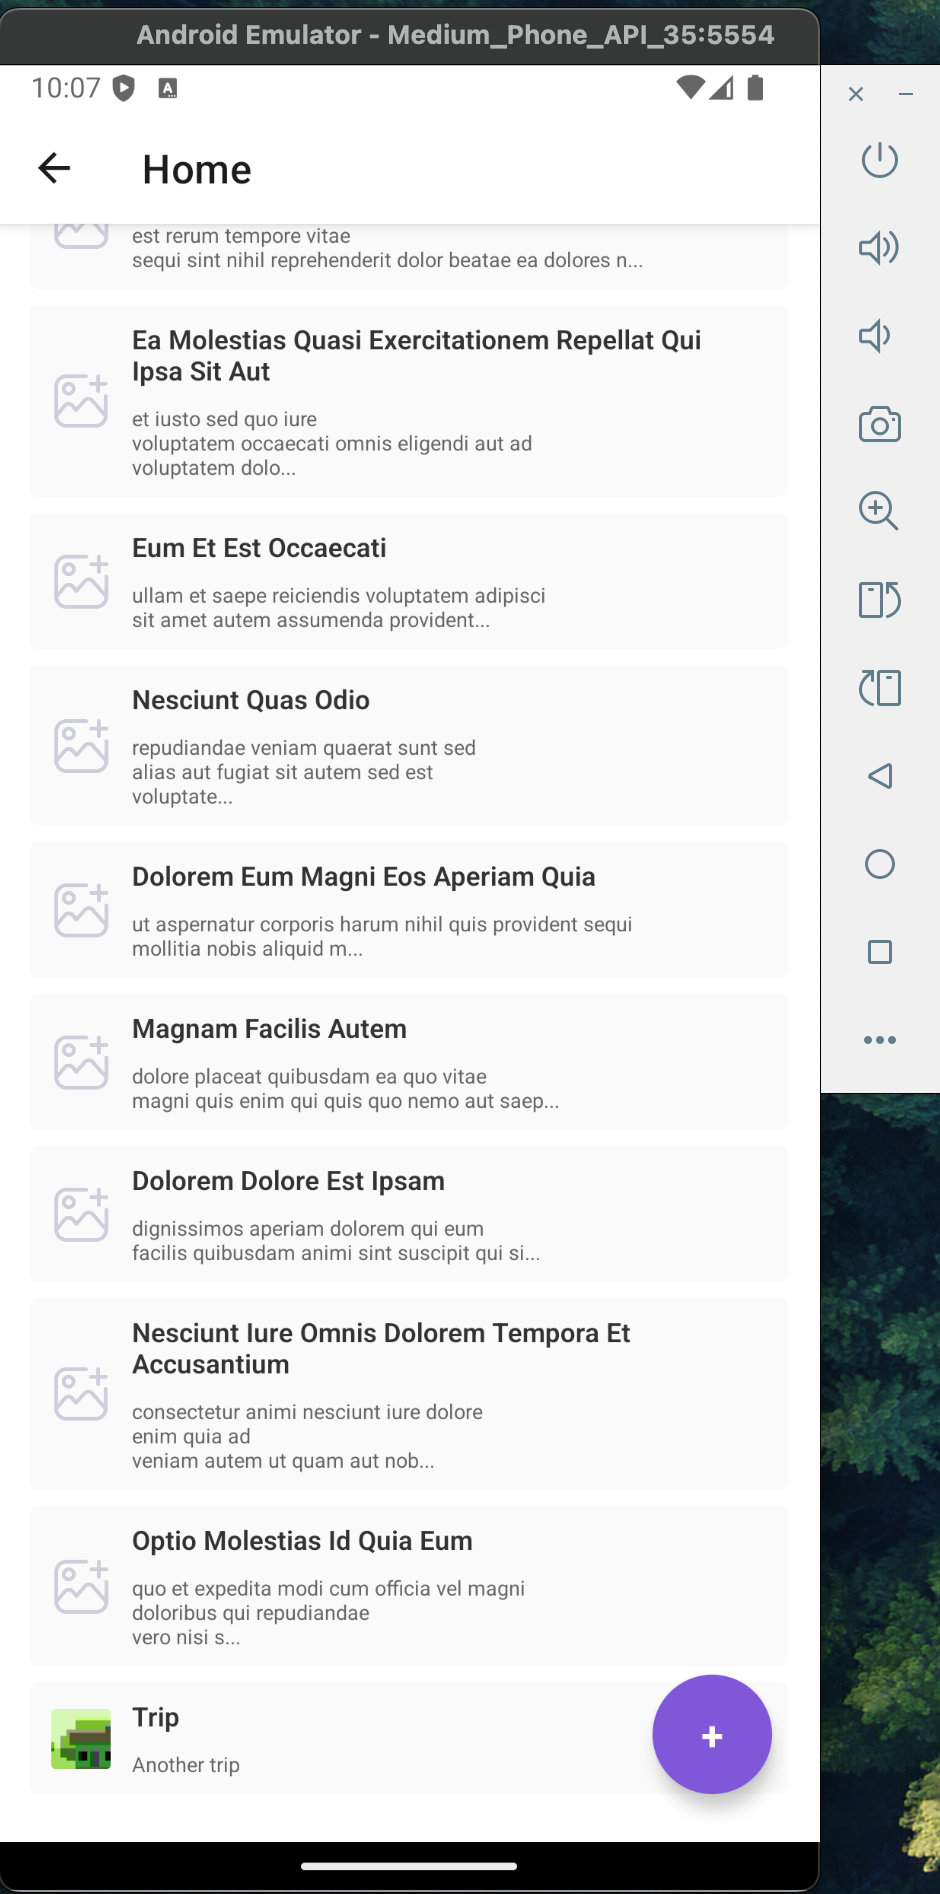 Android Emulator - Medium_Phone_API_35:5554
10:07
A
Home
est rerum tempore vitae
sequi sint nihil reprehenderit dolor beatae ea dolores n...
Ea Molestias Quasi Exercitationem Repellat Qui
Ipsa Sit Aut
et iusto sed quo iure
voluptatem occaecati omnis eligendi aut ad
voluptatem dolo...
Eum Et Est Occaecati
ullam et saepe reiciendis voluptatem adipisci
sit amet autem assumenda provident...
Nesciunt Quas Odio
repudiandae veniam quaerat sunt sed
alias aut fugiat sit autem sed est
voluptate...
Dolorem Eum Magni Eos Aperiam Quia
ut aspernatur corporis harum nihil quis provident sequi
mollitia nobis aliquid m...
Magnam Facilis Autem
dolore placeat quibusdam ea quo vitae
magni quis enim qui quis quo nemo aut saep...
Dolorem Dolore Est Ipsam
dignissimos aperiam dolorem qui eum
facilis quibusdam animi sint suscipit qui si...
Nesciunt Iure Omnis Dolorem Tempora Et
Accusantium
consectetur animi nesciunt iure dolore
enim quia ad
veniam autem ut quam aut nob...
Optio Molestias Id Quia Eum
quo et expedita modi cum officia vel magni
doloribus qui repudiandae
vero nisi s...
Trip
Another trip
+